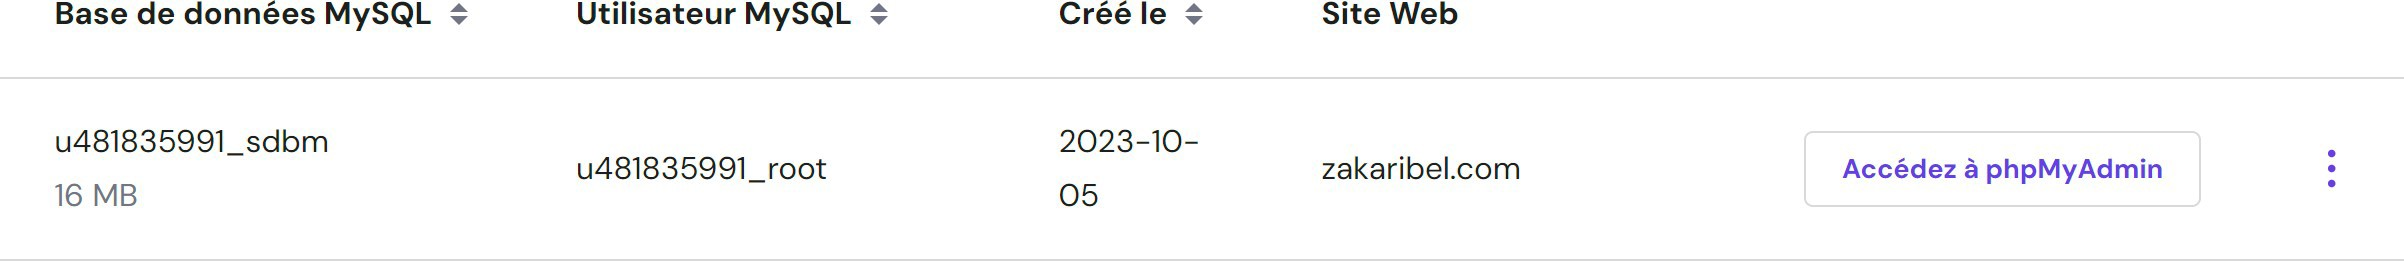 Base de données MySQL
Utilisateur MySQL
Créé le
Site Web
u481835991_sdbm
16 MB
u481835991_root
2023-10-
05
zakaribel.com
Accédez à phpMyAdmin